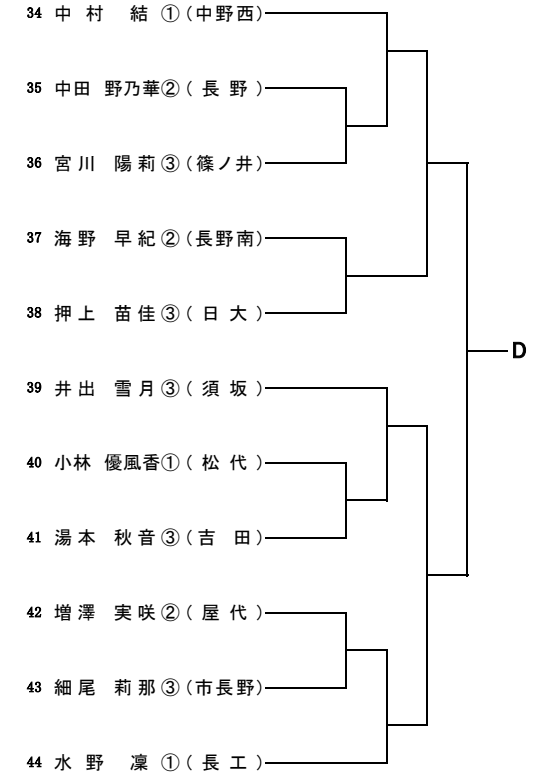 34 中村 結①(中野西)
35 中田 野乃華②(長野)
36 宮川 陽莉③(篠ノ井)
37 海野 早紀②(長野南)
38 押上 苗佳③(日大)
D
39 井出 雪月③(須坂)
40 小林 優風香①(松代)
41 湯本 秋音③(吉田)
42 増澤 実咲②(屋代)
43 細尾 莉那③(市長野)
44 水野 凜①(長工)